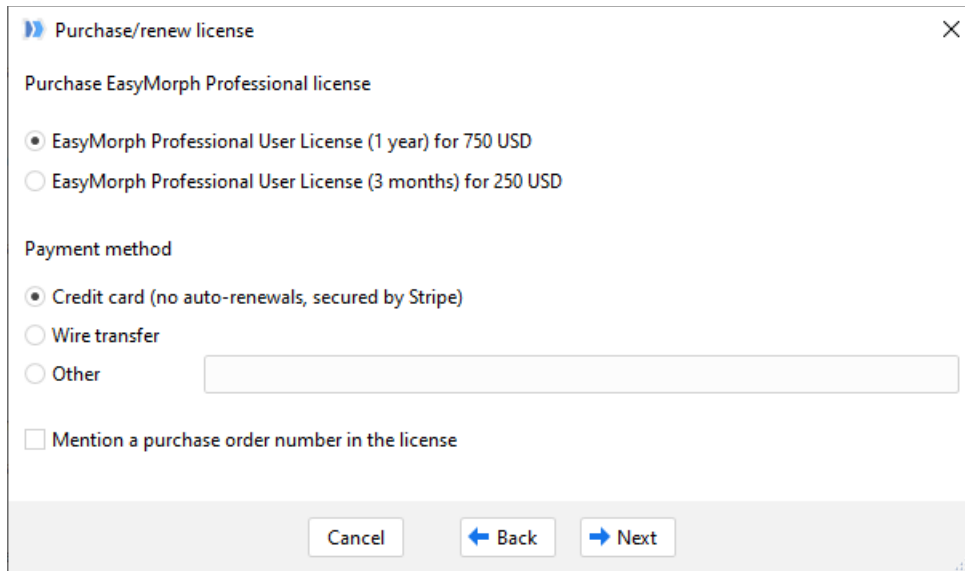 Purchase/renew license
Purchase EasyMorph Professional license
EasyMorph Professional User License (1 year) for 750 USD
EasyMorph Professional User License (3 months) for 250 USD
Payment method
Credit card (no auto-renewals, secured by Stripe)
Wire transfer
Other
Mention a purchase order number in the license
Cancel
Back
Next